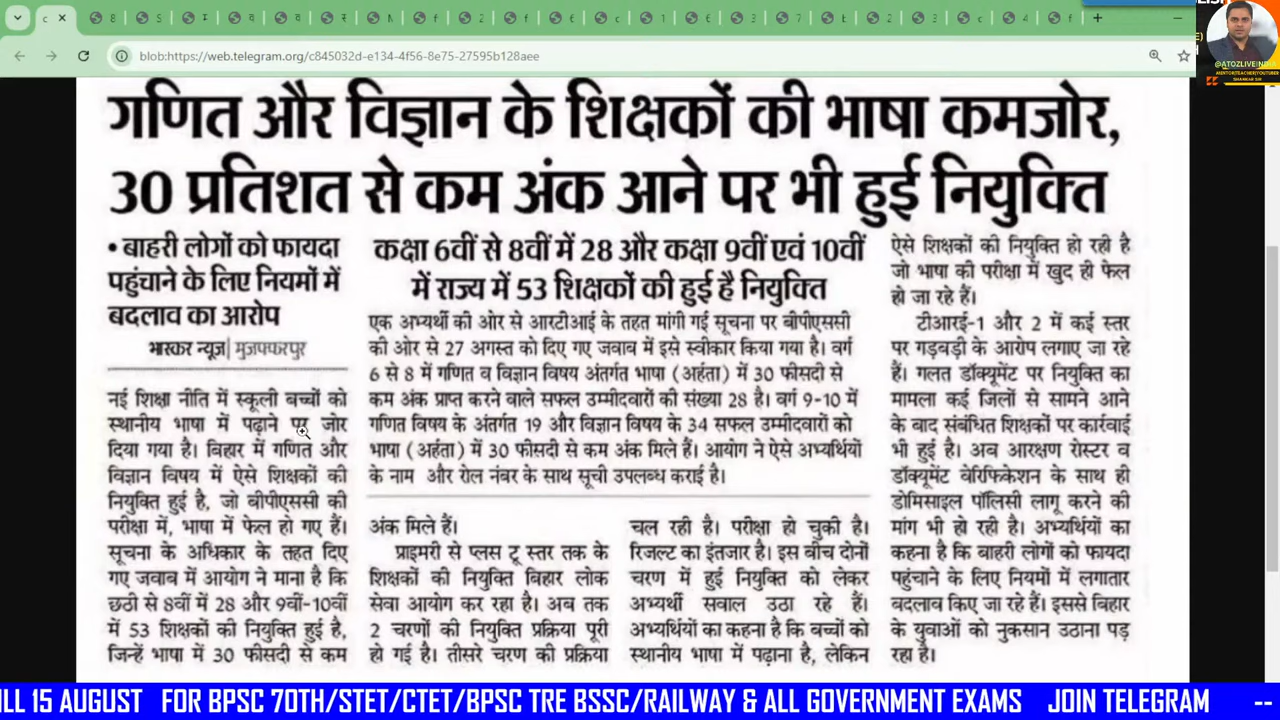 blob:https://web.telegram.org/c845032d-e134-4f56-8e75-27595b128aee
@ATOZLIVEINDIA
MENTOR|TEACHER|YOUTUBER
SHANKAR SIR
गणित और विज्ञान के शिक्षकों की भाषा कमजोर,
30 प्रतिशत से कम अंक आने पर भी हुई नियुक्ति
• बाहरी लोगों को फायदा
पहुंचाने के लिए नियमों में
बदलाव का आरोप
भास्कर न्यूज| मुजफ्फरपुर
नई शिक्षा नीति में स्कूली बच्चों को
स्थानीय भाषा में पढ़ाने पर जोर
दिया गया है। बिहार में गणित और
विज्ञान विषय में ऐसे शिक्षकों की
नियुक्ति हुई है, जो बीपीएससी की
परीक्षा में, भाषा में फेल हो गए हैं।
सूचना के अधिकार के तहत दिए
गए जवाब में आयोग ने माना है कि
छठी से 8वीं में 28 और 9वीं-10वीं
में 53 शिक्षकों की नियुक्ति हुई है,
जिन्हें भाषा में 30 फीसदी से कम
कक्षा 6वीं से 8वीं में 28 और कक्षा 9वीं एवं 10वीं
में राज्य में 53 शिक्षकों की हुई है नियुक्ति
एक अभ्यर्थी की ओर से आरटीआई के तहत मांगी गई सूचना पर बीपीएससी
की ओर से 27 अगस्त को दिए गए जवाब में इसे स्वीकार किया गया है। वर्ग
6 से 8 में गणित व विज्ञान विषय अंतर्गत भाषा (अर्हता) में 30 फीसदी से
कम अंक प्राप्त करने वाले सफल उम्मीदवारों की संख्या 28 है। वर्ग 9-10 में
गणित विषय के अंतर्गत 19 और विज्ञान विषय के 34 सफल उम्मीदवारों को
भाषा (अर्हता) में 30 फीसदी से कम अंक मिले हैं। आयोग ने ऐसे अभ्यर्थियों
के नाम और रोल नंबर के साथ सूची उपलब्ध कराई है।
अंक मिले हैं।
प्राइमरी से प्लस टू स्तर तक के
शिक्षकों की नियुक्ति बिहार लोक
सेवा आयोग कर रहा है। अब तक
2 चरणों की नियुक्ति प्रक्रिया पूरी
हो गई है। तीसरे चरण की प्रक्रिया
चल रही है। परीक्षा हो चुकी है।
रिजल्ट का इंतजार है। इस बीच दोनों
चरण में हुई नियुक्ति को लेकर
अभ्यर्थी सवाल उठा रहे हैं।
अभ्यर्थियों का कहना है कि बच्चों को
स्थानीय भाषा में पढ़ाना है, लेकिन
ऐसे शिक्षकों की नियुक्ति हो रही है
जो भाषा की परीक्षा में खुद ही फेल
हो जा रहे हैं।
टीआरई-1 और 2 में कई स्तर
पर गड़बड़ी के आरोप लगाए जा रहे
हैं। गलत डॉक्यूमेंट पर नियुक्ति का
मामला कई जिलों से सामने आने
के बाद संबंधित शिक्षकों पर कार्रवाई
भी हुई है। अब आरक्षण रोस्टर व
डॉक्यूमेंट वेरिफिकेशन के साथ ही
डोमिसाइल पॉलिसी लागू करने की
मांग भी हो रही है। अभ्यर्थियों का
कहना है कि बाहरी लोगों को फायदा
पहुंचाने के लिए नियमों में लगातार
बदलाव किए जा रहे हैं। इससे बिहार
के युवाओं को नुकसान उठाना पड़
रहा है।
ILL 15 AUGUST FOR BPSC 70TH/STET/CTET/BPSC TRE BSSC/RAILWAY & ALL GOVERNMENT EXAMS JOIN TELEGRAM --